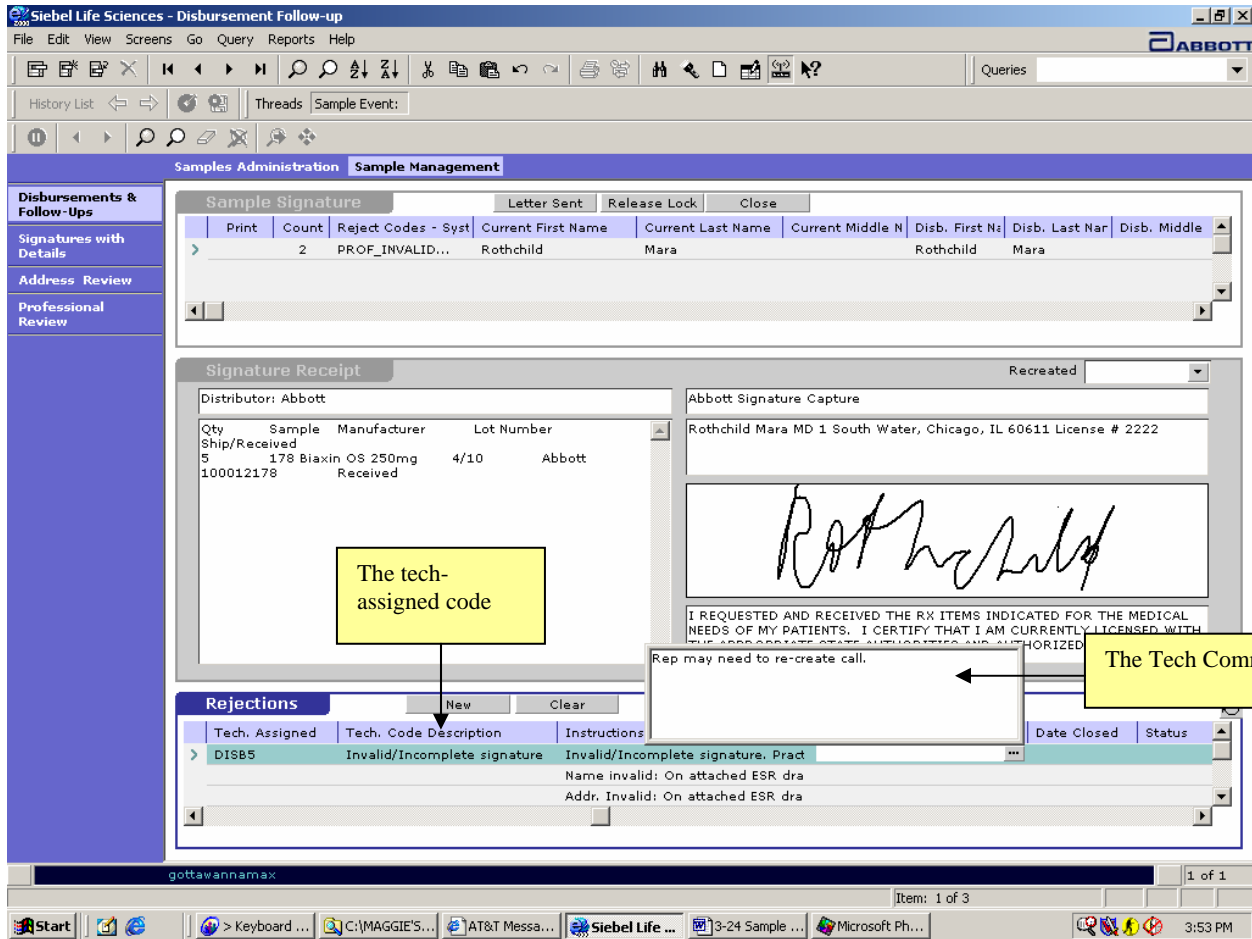 Siebel Life Sciences - Disbursement Follow-up
File Edit View Screens Go Query Reports Help
ABBOTT
Queries
History List Threads Sample Event:
Samples Administration Sample Management
Disbursements & Follow-Ups
Signatures with Details
Address Review
Professional Review
Sample Signature Letter Sent Release Lock Close
Print Count Reject Codes - Syst Current First Name Current Last Name Current Middle N Disb. First Na Disb. Last Nar Disb. Middle
2 PROF_INVALID... Rothchild Mara Rothchild Mara
Signature Receipt Recreated
Distributor: Abbott
Qty Sample Manufacturer Lot Number
Ship/Received
5 178 Biaxin OS 250mg 4/10 Abbott
100012178 Received
Abbott Signature Capture
Rothchild Mara MD 1 South Water, Chicago, IL 60611 License # 2222
Rothchild
I REQUESTED AND RECEIVED THE RX ITEMS INDICATED FOR THE MEDICAL
NEEDS OF MY PATIENTS. I CERTIFY THAT I AM CURRENTLY LICENSED WITH
THE APPROPRIATE STATE AUTHORITIES AND AUTHORIZED
The tech-
assigned code
Rep may need to re-create call.
The Tech Com
Rejections New Clear
Tech. Assigned Tech. Code Description Instructions Date Closed Status
DISB5 Invalid/Incomplete signature Invalid/Incomplete signature. Pract
Name invalid: On attached ESR dra
Addr. Invalid: On attached ESR dra
gottawannamax 1 of 1
Item: 1 of 3
Start > Keyboard ... C:\MAGGIE'S... AT&T Messa... Siebel Life ... 3-24 Sample ... Microsoft Ph... 3:53 PM